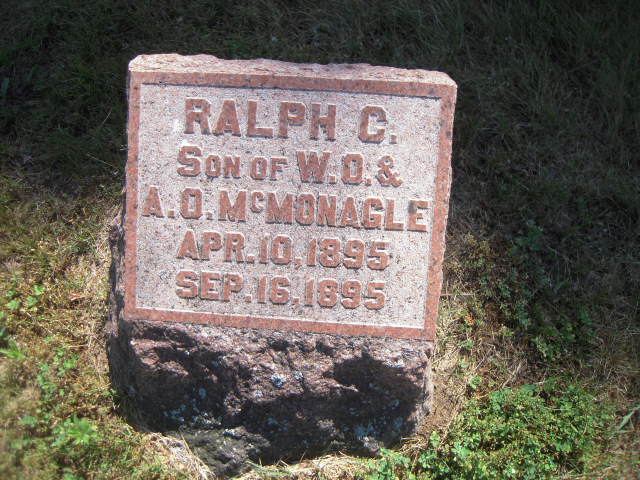 RALPH C.
SON OF W.O. &
A.O. McMONAGLE
APR. 10, 1895
SEP. 16, 1895